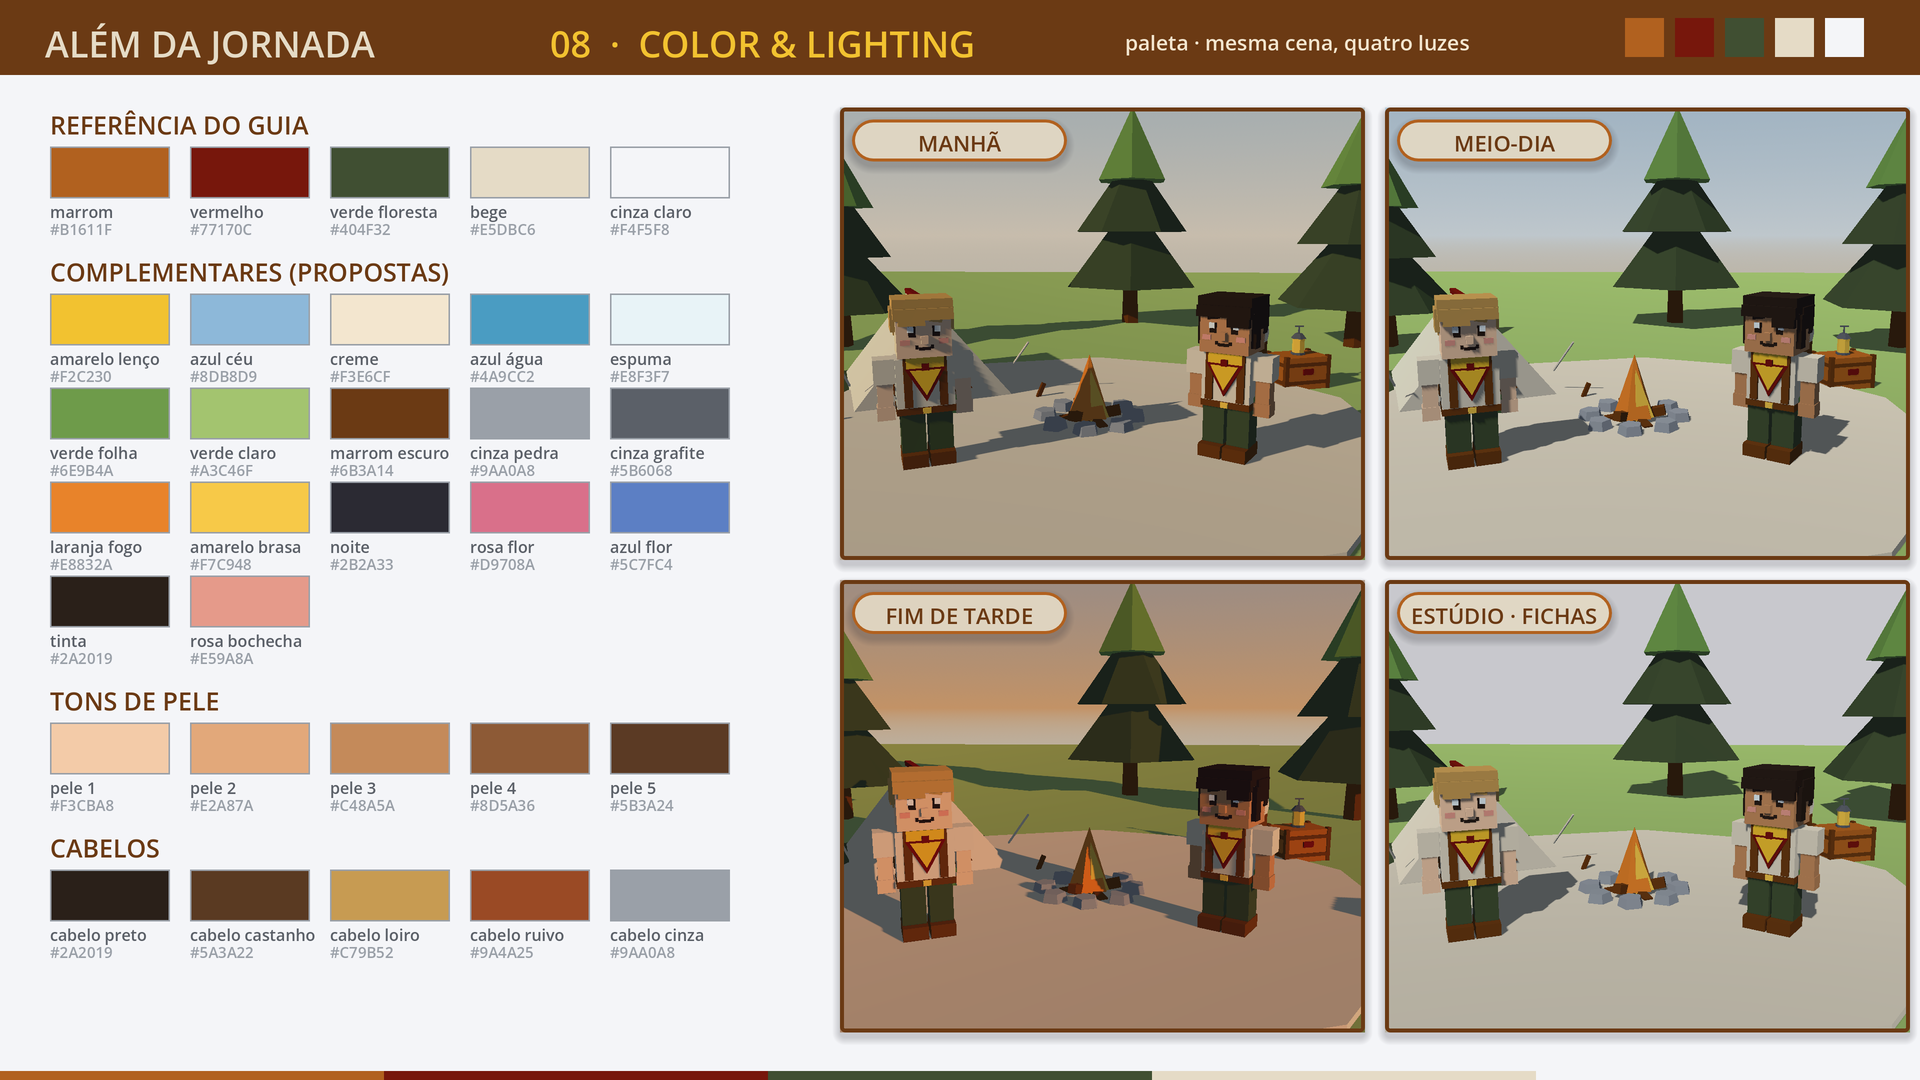 ALÉM DA JORNADA
08 · COLOR & LIGHTING
paleta · mesma cena, quatro luzes
REFERÊNCIA DO GUIA
marrom vermelho verde floresta bege cinza claro
#B1611F #77170C #404F32 #E5DBC6 #F4F5F8
COMPLEMENTARES (PROPOSTAS)
amarelo lenço azul céu creme azul água espuma
#F2C230 #8DB8D9 #F3E6CF #4A9CC2 #E8F3F7
verde folha verde claro marrom escuro cinza pedra cinza grafite
#6E9B4A #A3C46F #6B3A14 #9AA0A8 #5B6068
laranja fogo amarelo brasa noite rosa flor azul flor
#E8832A #F7C948 #2B2A33 #D9708A #5C7FC4
tinta rosa bochecha
#2A2019 #E59A8A
TONS DE PELE
pele 1 pele 2 pele 3 pele 4 pele 5
#F3CBA8 #E2A87A #C48A5A #8D5A36 #5B3A24
CABELOS
cabelo preto cabelo castanho cabelo loiro cabelo ruivo cabelo cinza
#2A2019 #5A3A22 #C79B52 #9A4A25 #9AA0A8
MANHÃ
MEIO-DIA
FIM DE TARDE
ESTÚDIO · FICHAS